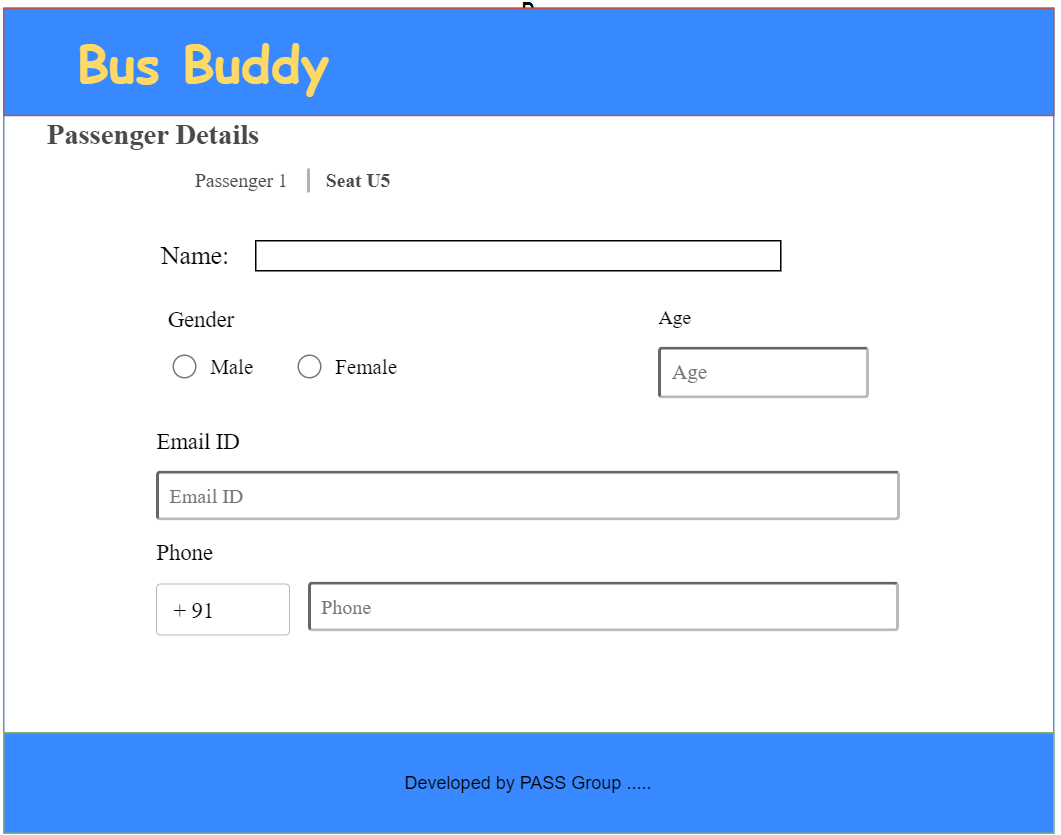 Bus Buddy
Passenger Details
Passenger 1 Seat U5
Name:
Gender Age
Male Female Age
Email ID
Email ID
Phone
+ 91 Phone
Developed by PASS Group .....